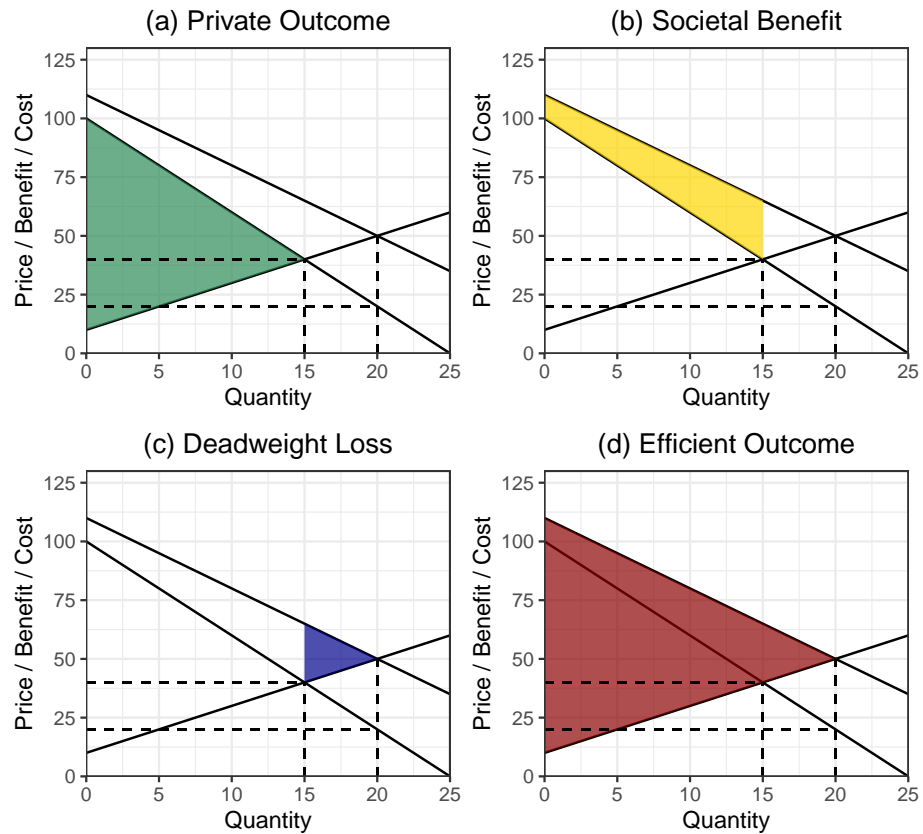 (a) Private Outcome
Price / Benefit / Cost
125
100
75
50
25
0
0 5 10 15 20 25
Quantity
(b) Societal Benefit
Price / Benefit / Cost
125
100
75
50
25
0
0 5 10 15 20 25
Quantity
(c) Deadweight Loss
Price / Benefit / Cost
125
100
75
50
25
0
0 5 10 15 20 25
Quantity
(d) Efficient Outcome
Price / Benefit / Cost
125
100
75
50
25
0
0 5 10 15 20 25
Quantity